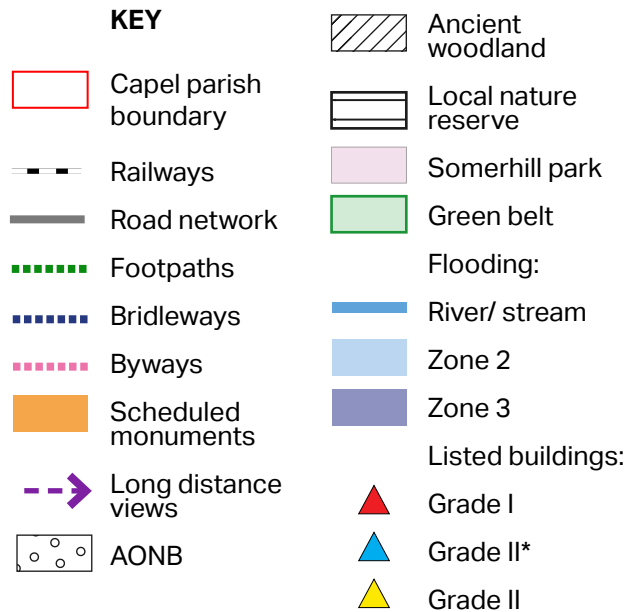 KEY
Capel parish
boundary
Railways
Road network
Footpaths
Bridleways
Byways
Scheduled
monuments
Long distance
views
AONB
Ancient
woodland
Local nature
reserve
Somerhill park
Green belt
Flooding:
River/ stream
Zone 2
Zone 3
Listed buildings:
Grade I
Grade II*
Grade II